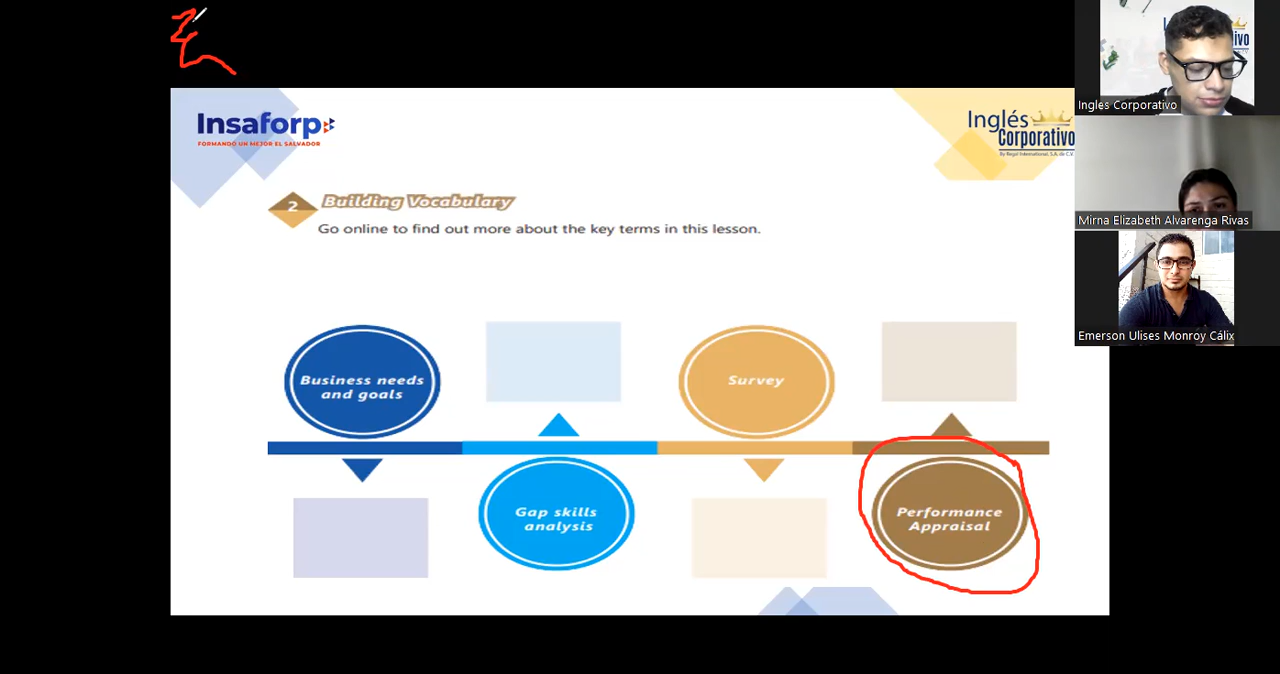 Insaforp
FORMANDO UN MEJOR EL SALVADOR
Inglés
Corporativo
By Regal International, S.A. de C.V.
2
Building Vocabulary
Go online to find out more about the key terms in this lesson.
Business needs
and goals
Survey
Gap skills
analysis
Performance
Appraisal
Ingles Corporativo
Mirna Elizabeth Alvarenga Rivas
Emerson Ulises Monroy Cálix